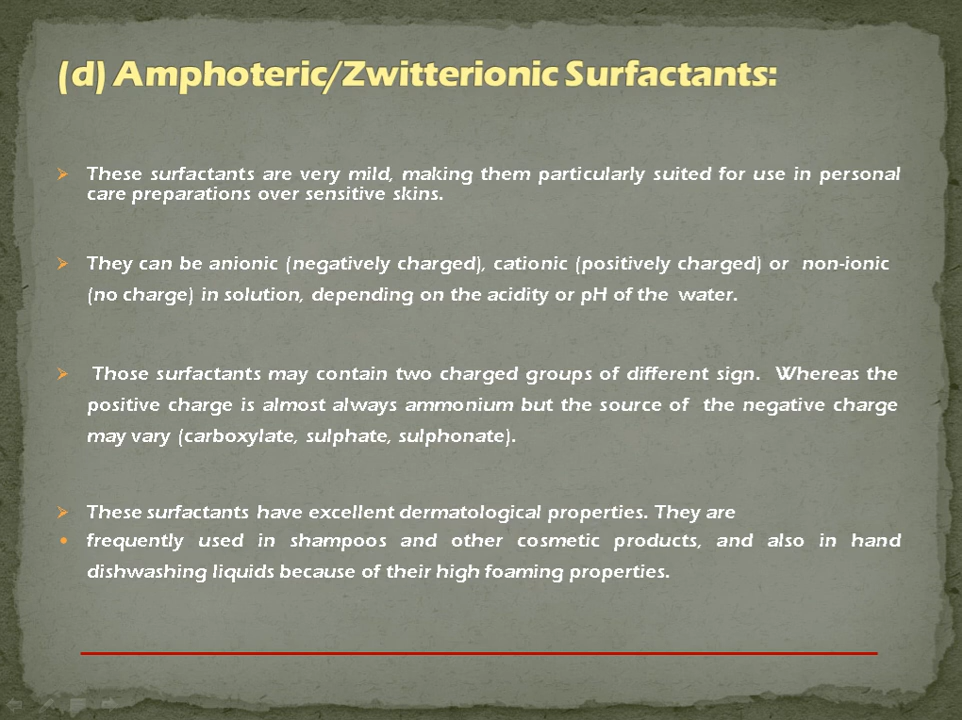 (d) Amphoteric/Zwitterionic Surfactants:
These surfactants are very mild, making them particularly suited for use in personal
care preparations over sensitive skins.
They can be anionic (negatively charged), cationic (positively charged) or non-ionic
(no charge) in solution, depending on the acidity or pH of the water.
Those surfactants may contain two charged groups of different sign. Whereas the
positive charge is almost always ammonium but the source of the negative charge
may vary (carboxylate, sulphate, sulphonate).
These surfactants have excellent dermatological properties. They are
frequently used in shampoos and other cosmetic products, and also in hand
dishwashing liquids because of their high foaming properties.